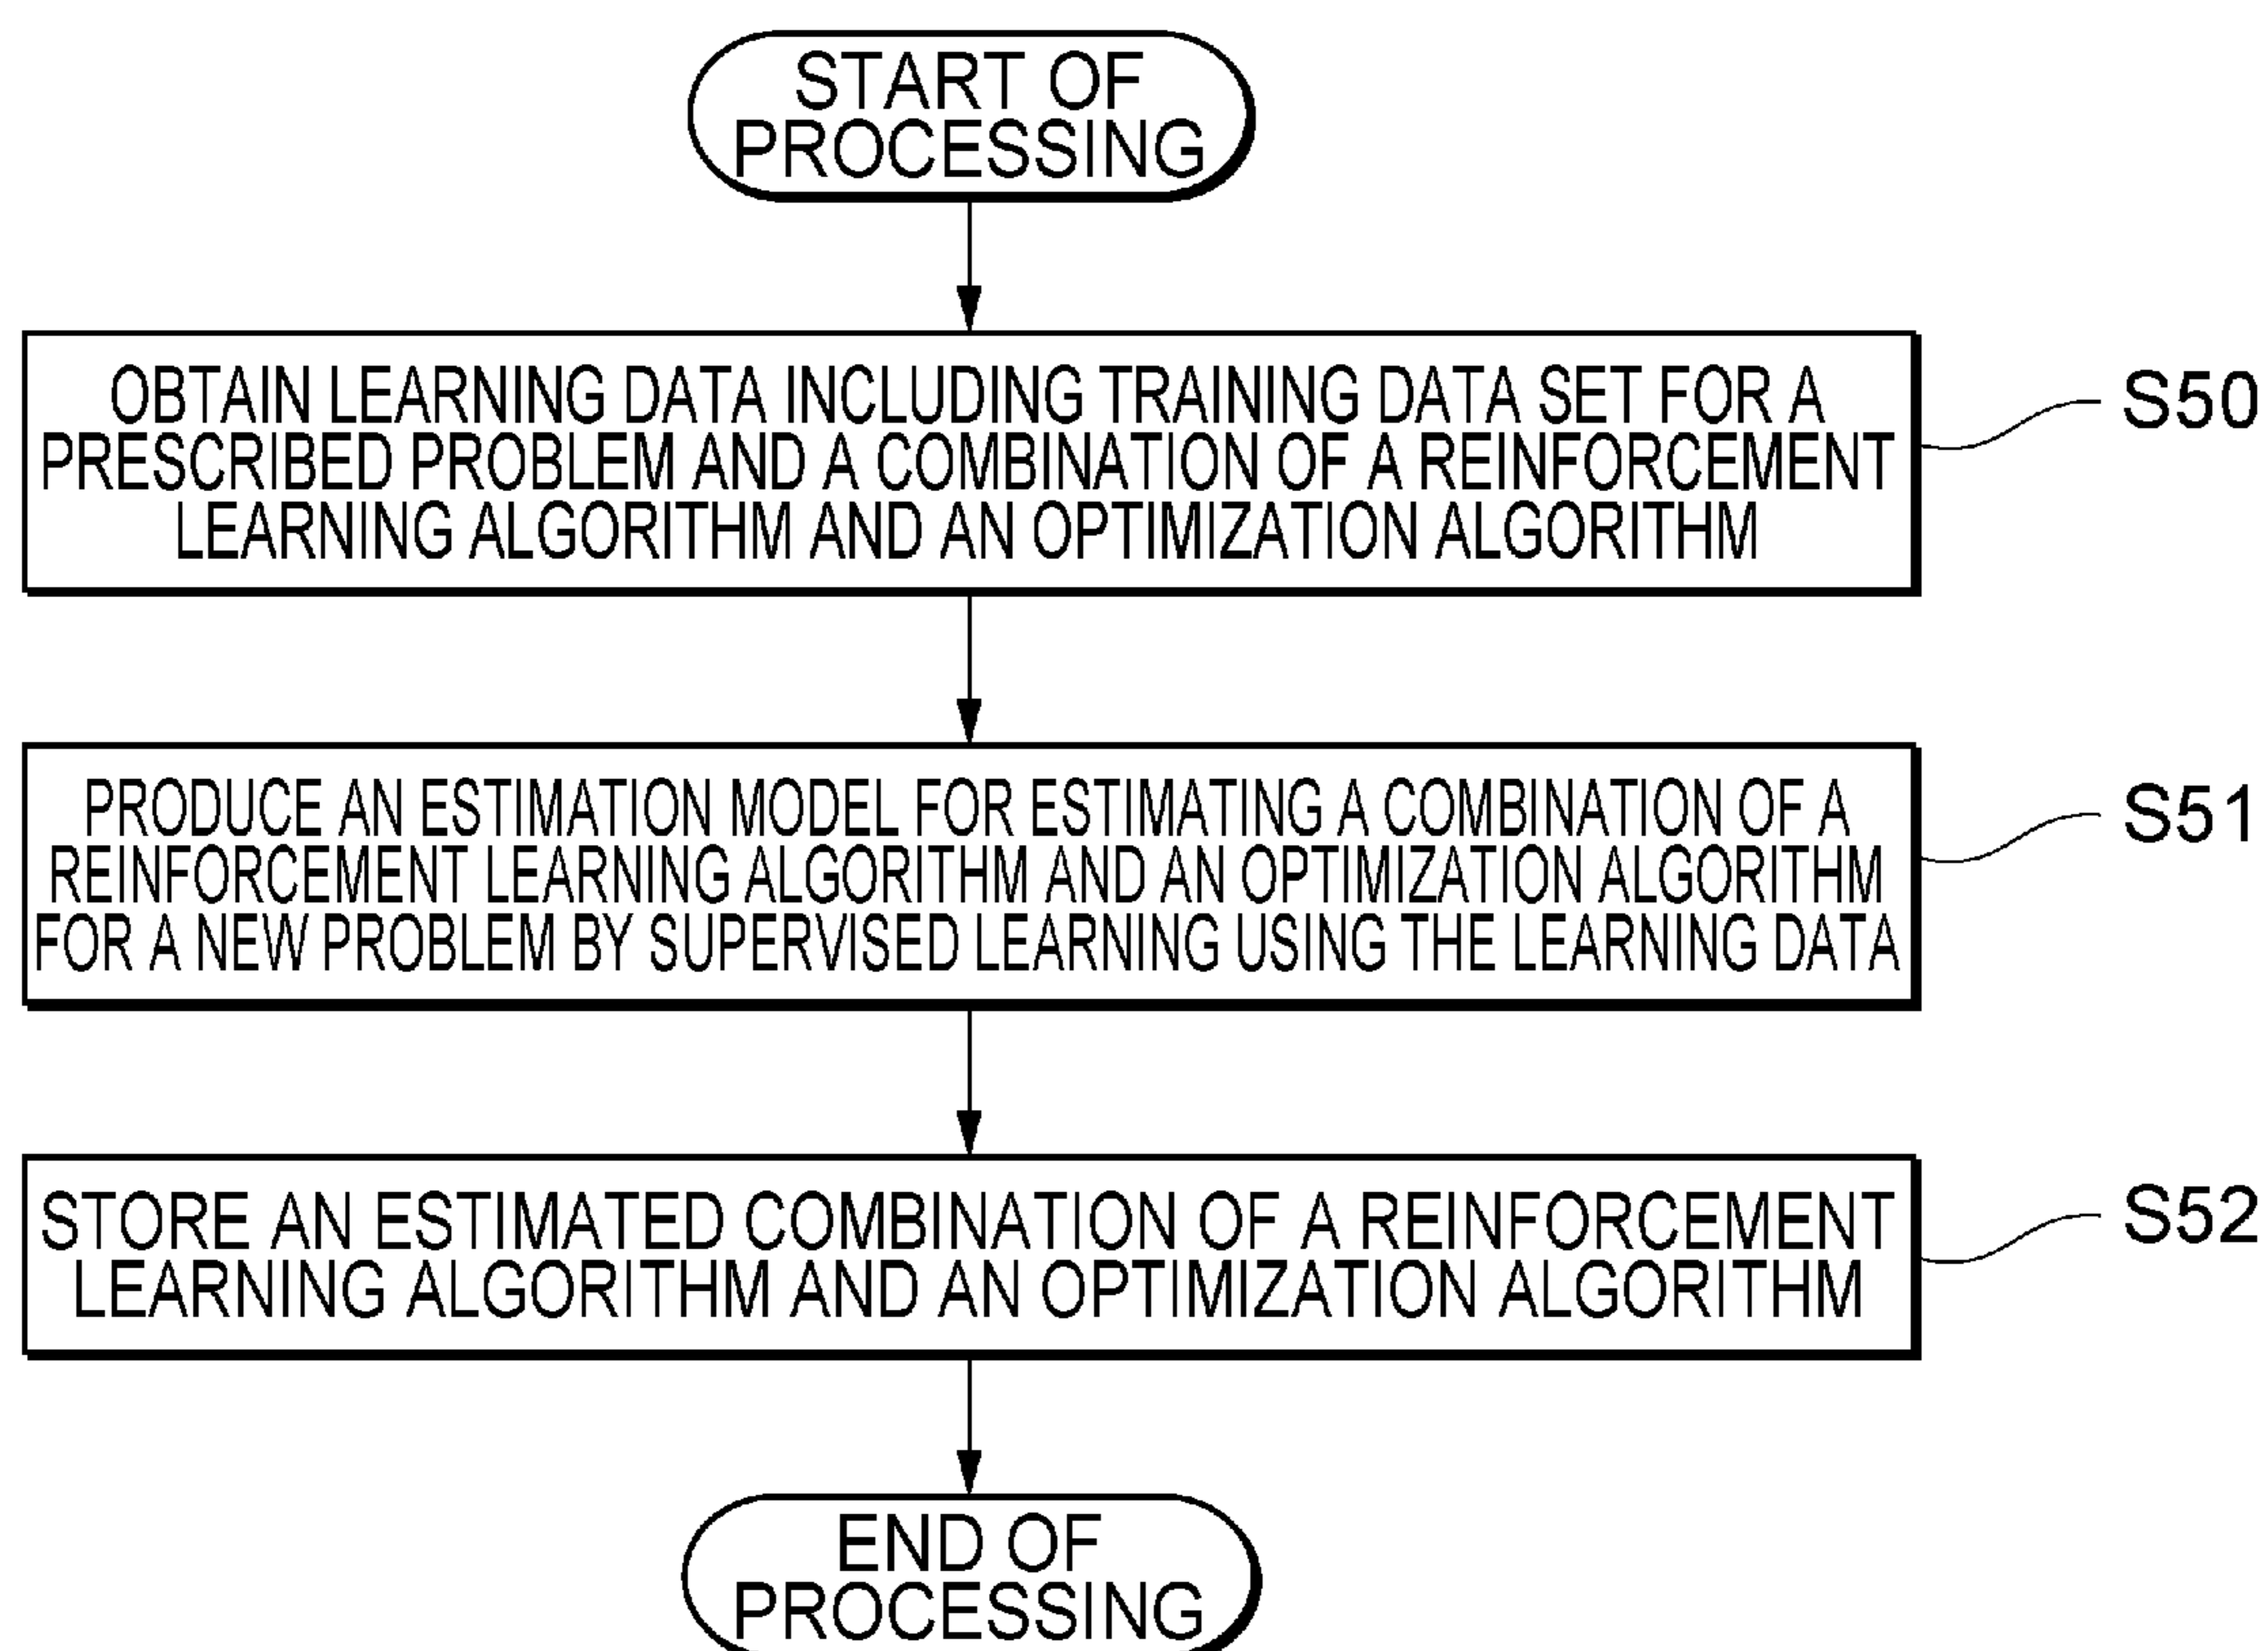 START OF
PROCESSING
OBTAIN LEARNING DATA INCLUDING TRAINING DATA SET FOR A
PRESCRIBED PROBLEM AND A COMBINATION OF A REINFORCEMENT
LEARNING ALGORITHM AND AN OPTIMIZATION ALGORITHM
S50
PRODUCE AN ESTIMATION MODEL FOR ESTIMATING A COMBINATION OF A
REINFORCEMENT LEARNING ALGORITHM AND AN OPTIMIZATION ALGORITHM
FOR A NEW PROBLEM BY SUPERVISED LEARNING USING THE LEARNING DATA
S51
STORE AN ESTIMATED COMBINATION OF A REINFORCEMENT
LEARNING ALGORITHM AND AN OPTIMIZATION ALGORITHM
S52
END OF
PROCESSING